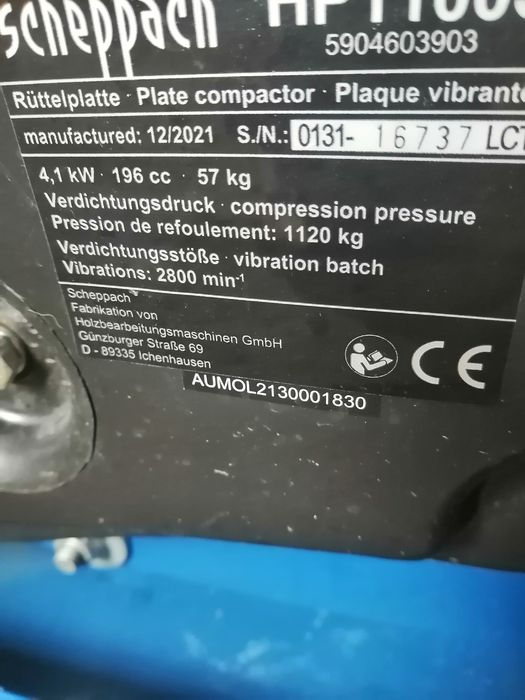 scheppach
5904603903
Rüttelplatte · Plate compactor · Plaque vibrante
manufactured: 12/2021 S./N.: 0131- 16737 LC1
4,1 kW · 196 cc · 57 kg
Verdichtungsdruck · compression pressure
Pression de refoulement: 1120 kg
Verdichtungsstöße · vibration batch
Vibrations: 2800 min-1
Scheppach
Fabrikation von
Holzbearbeitungsmaschinen GmbH
Günzburger Straße 69
D - 89335 Ichenhausen
CE
AUMOL2130001830